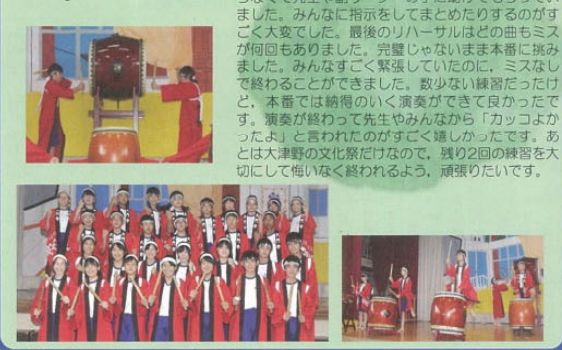 ました。みんなに指示をしてまとめたりするのがす
ごく大変でした。最後のリハーサルはどの曲もミス
が何回もありました。完璧じゃないまま本番に挑み
ました。みんなすごく緊張していたのに、ミスなし
で終わることができました。数少ない練習だったけ
ど、本番では納得のいく演奏ができて良かったで
す。演奏が終わって先生やみんなから「カッコよか
ったよ」と言われたのがすごく嬉しかったです。あ
とは大津野の文化祭だけなので、残り2回の練習を大
切にして悔いなく終われるよう、頑張りたいです。